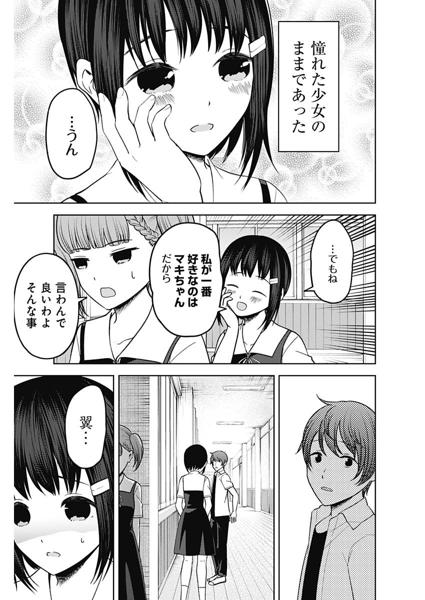 憧れた少女の
ままであった
…うん
…でもね
私が一番
好きなのは
マキちゃん
だから
言わんで
良いわよ
そんな事
翼…